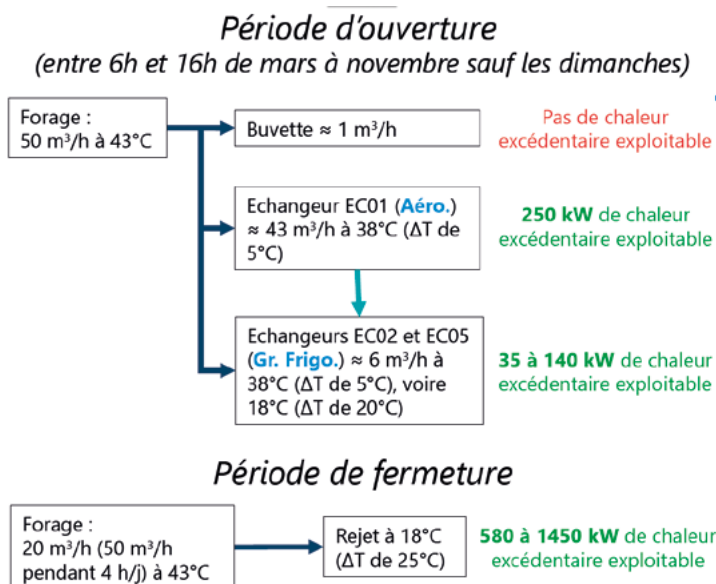 Période d'ouverture
(entre 6h et 16h de mars à novembre sauf les dimanches)
Forage :
50 m³/h à 43°C
Buvette ≈ 1 m³/h
Pas de chaleur
excédentaire exploitable
Echangeur EC01 (Aéro.)
≈ 43 m³/h à 38°C (ΔT de
5°C)
250 kW de chaleur
excédentaire exploitable
Echangeurs EC02 et EC05
(Gr. Frigo.) ≈ 6 m³/h à
38°C (ΔT de 5°C), voire
18°C (ΔT de 20°C)
35 à 140 kW de chaleur
excédentaire exploitable
Période de fermeture
Forage :
20 m³/h (50 m³/h
pendant 4 h/j) à 43°C
Rejet à 18°C
(ΔT de 25°C)
580 à 1450 kW de chaleur
excédentaire exploitable